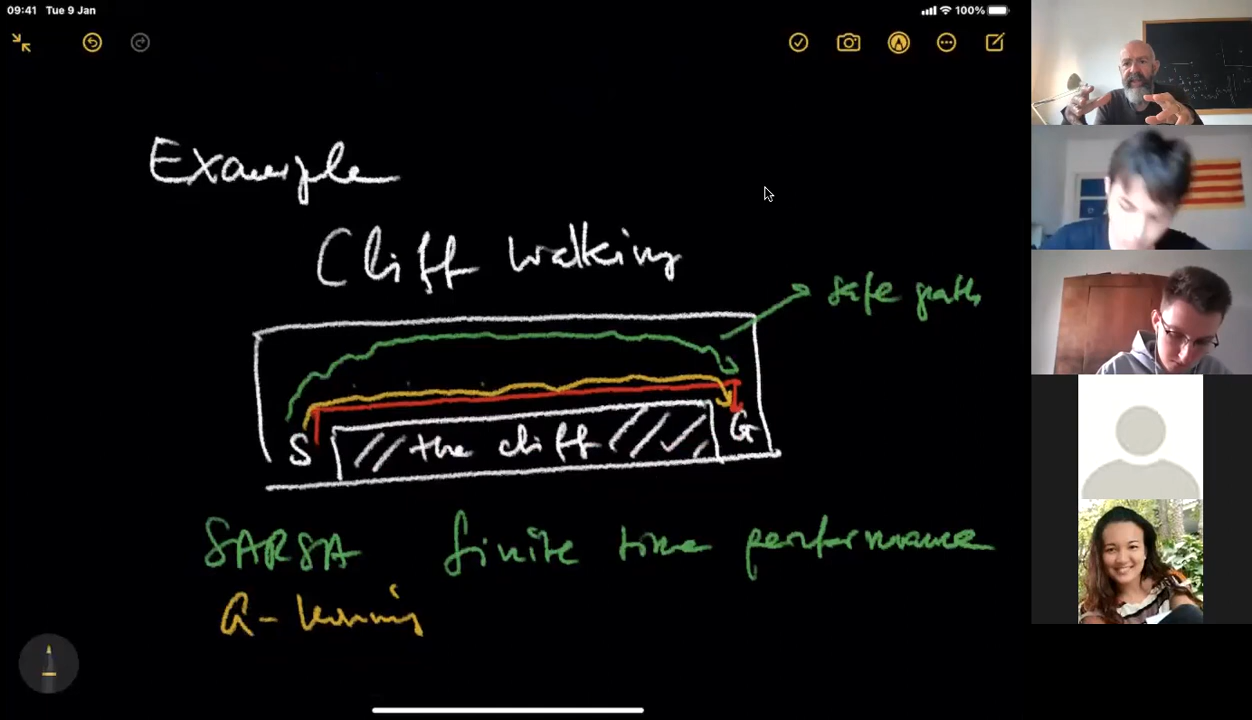 09:41 Tue 9 Jan 100%
Example
Cliff walking
safe path
S the cliff G
SARSA finite time performance
Q-learning